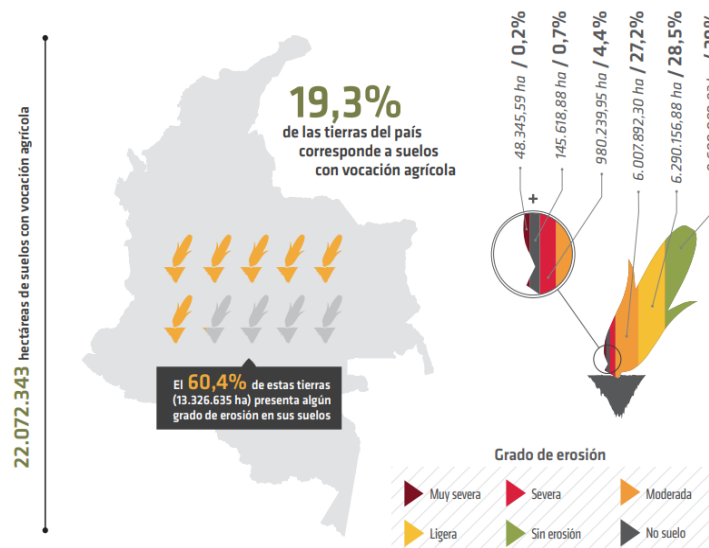 22.072.343 hectáreas de suelos con vocación agrícola
19,3%
de las tierras del país
corresponde a suelos
con vocación agrícola
El 60,4% de estas tierras
(13.326.635 ha) presenta algún
grado de erosión en sus suelos
48.345,59 ha / 0,2%
145.618,88 ha / 0,7%
980.239,95 ha / 4,4%
6.007.892,30 ha / 27,2%
6.290.156,88 ha / 28,5%
+
Grado de erosión
Muy severa
Severa
Moderada
Ligera
Sin erosión
No suelo